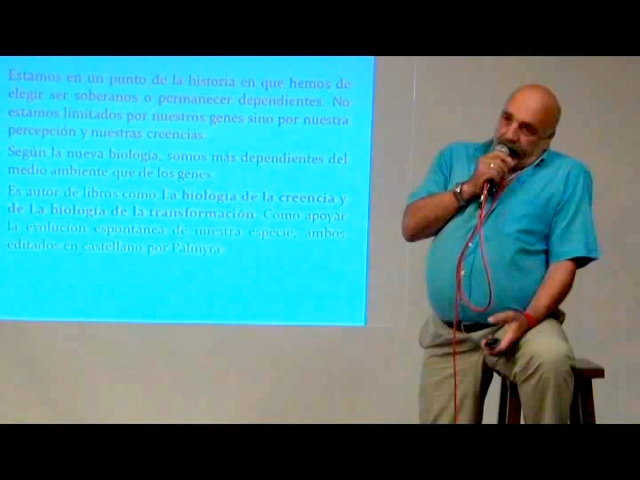 Estamos en un punto de la historia en que hemos de
elegir ser soberanos o permanecer dependientes. No
estamos limitados por nuestros genes sino por nuestra
percepción y nuestras creencias.
Según la nueva biología, somos más dependientes del
medio ambiente que de los genes.
Es autor de libros como La biología de la creencia y
de La biología de la transformación. Como apoyar
la evolución espontánea de nuestra especie, ambos
editados en castellano por Palmyra.